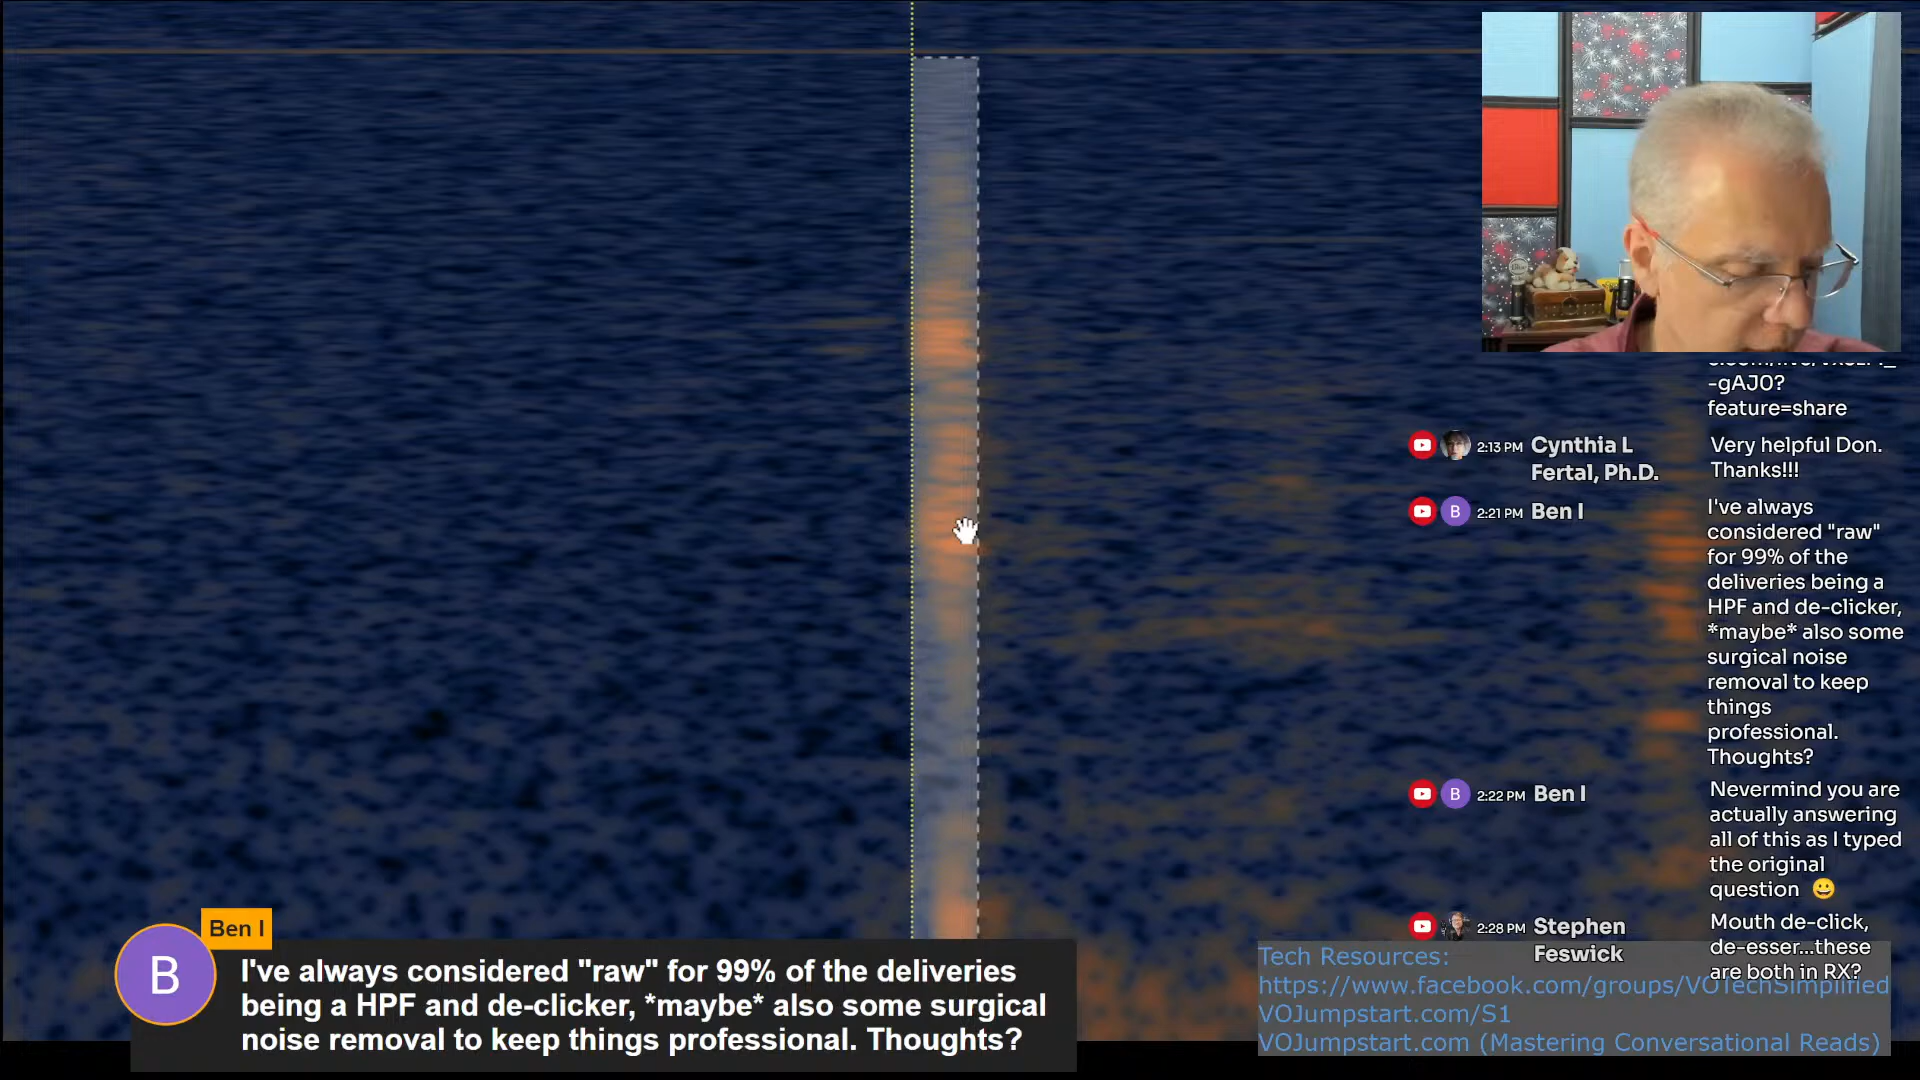 -gAJ0?
feature=share
2:13 PM Cynthia L
Fertal, Ph.D.
Very helpful Don.
Thanks!!!
B 2:21 PM Ben I
I've always
considered "raw"
for 99% of the
deliveries being a
HPF and de-clicker,
*maybe* also some
surgical noise
removal to keep
things
professional.
Thoughts?
B 2:22 PM Ben I
Nevermind you are
actually answering
all of this as I typed
the original
question 😀
2:28 PM Stephen
Feswick
Mouth de-click,
de-esser...these
are both in RX?
Ben I
B
I've always considered "raw" for 99% of the deliveries
being a HPF and de-clicker, *maybe* also some surgical
noise removal to keep things professional. Thoughts?
Tech Resources:
https://www.facebook.com/groups/VOTechSimplified
VOJumpstart.com/S1
VOJumpstart.com (Mastering Conversational Reads)